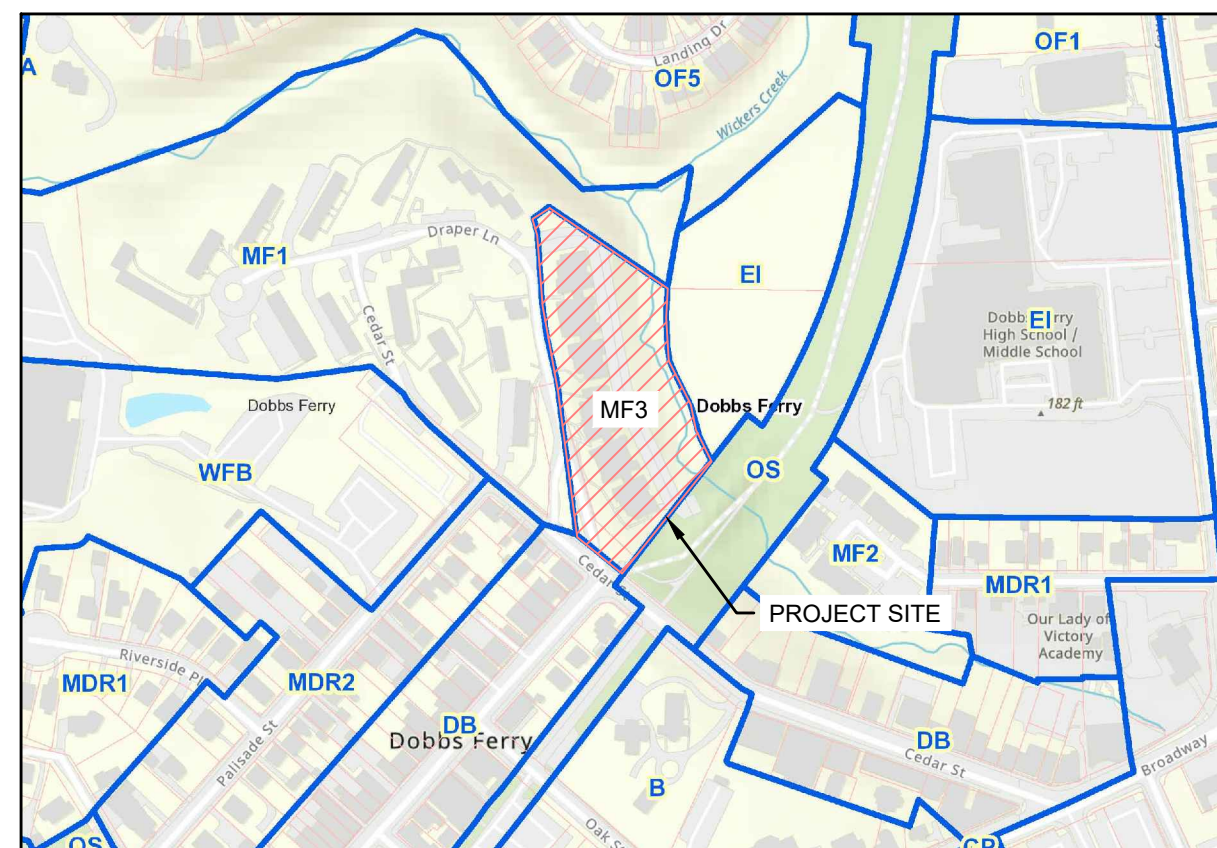 OF1
Landing Dr
OF5
A
Wickers Creek
Draper Ln
MF1
EI
Cedar St
EI
High School /
Middle School
MF3
Dobbs Ferry
Dobbs Ferry
182 ft
WFB
OS
MF2
MDR1
Cedar St
PROJECT SITE
Our Lady of
Victory
Academy
Riverside Pl
MDR1
MDR2
DB
Dobbs Ferry
DB
Palisade St
Cedar St
Broadway
B
Oak St
OS
CP